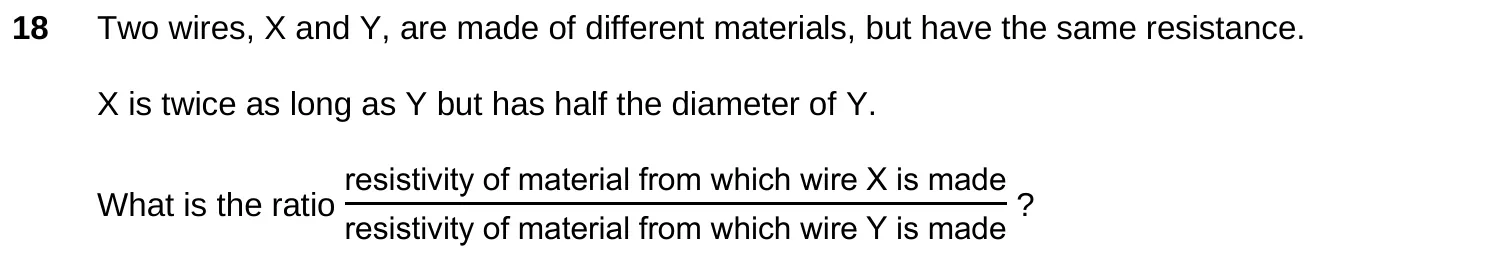 18 Two wires, X and Y, are made of different materials, but have the same resistance.
X is twice as long as Y but has half the diameter of Y.
resistivity of material from which wire X is made
What is the ratio ?
resistivity of material from which wire Y is made